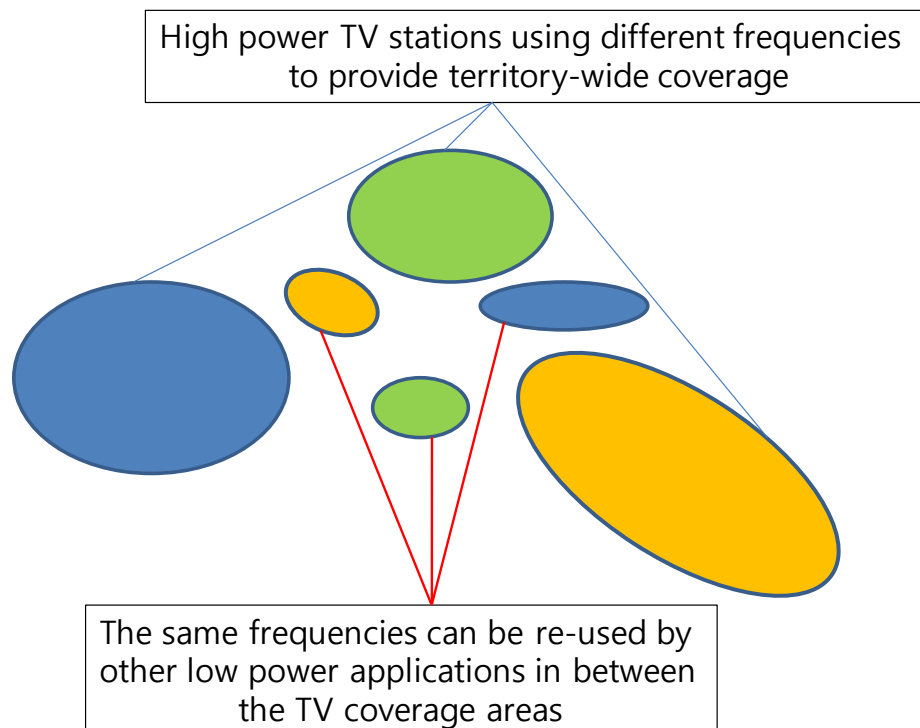 High power TV stations using different frequencies
to provide territory-wide coverage
The same frequencies can be re-used by
other low power applications in between
the TV coverage areas